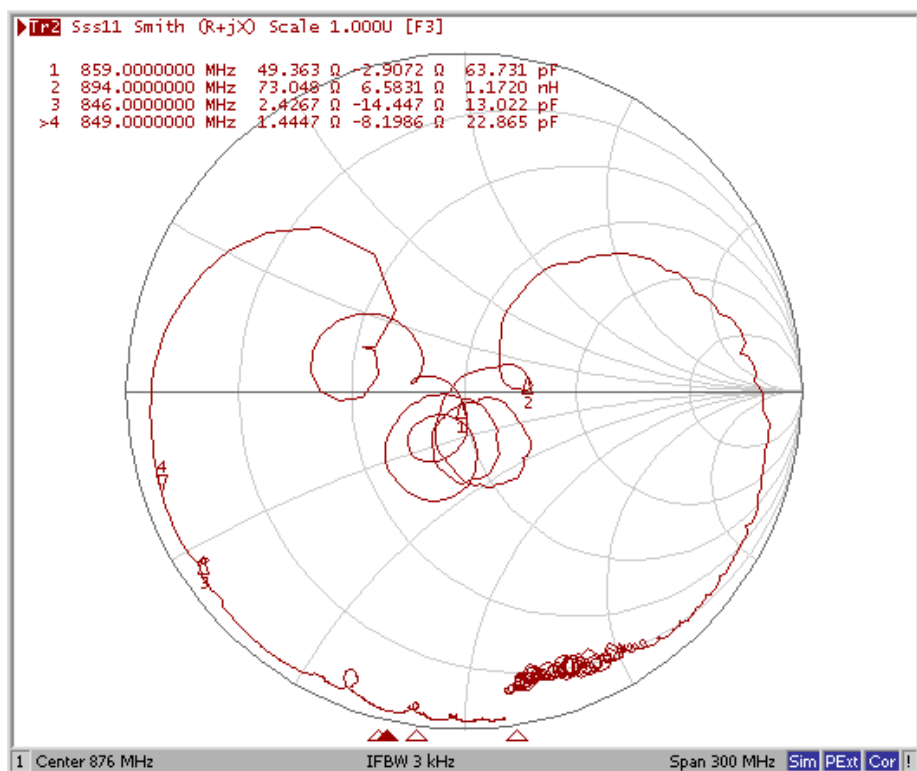 Tr2 Sss11 Smith (R+jX) Scale 1.000U [F3]
1 859.0000000 MHz 49.363 Ω -2.9072 Ω 63.731 pF
2 894.0000000 MHz 73.048 Ω 6.5831 Ω 1.1720 nH
3 846.0000000 MHz 2.4267 Ω -14.447 Ω 13.022 pF
>4 849.0000000 MHz 1.4447 Ω -8.1986 Ω 22.865 pF
2
1
4
3
1 Center 876 MHz IFBW 3 kHz Span 300 MHz Sim PExt Cor !